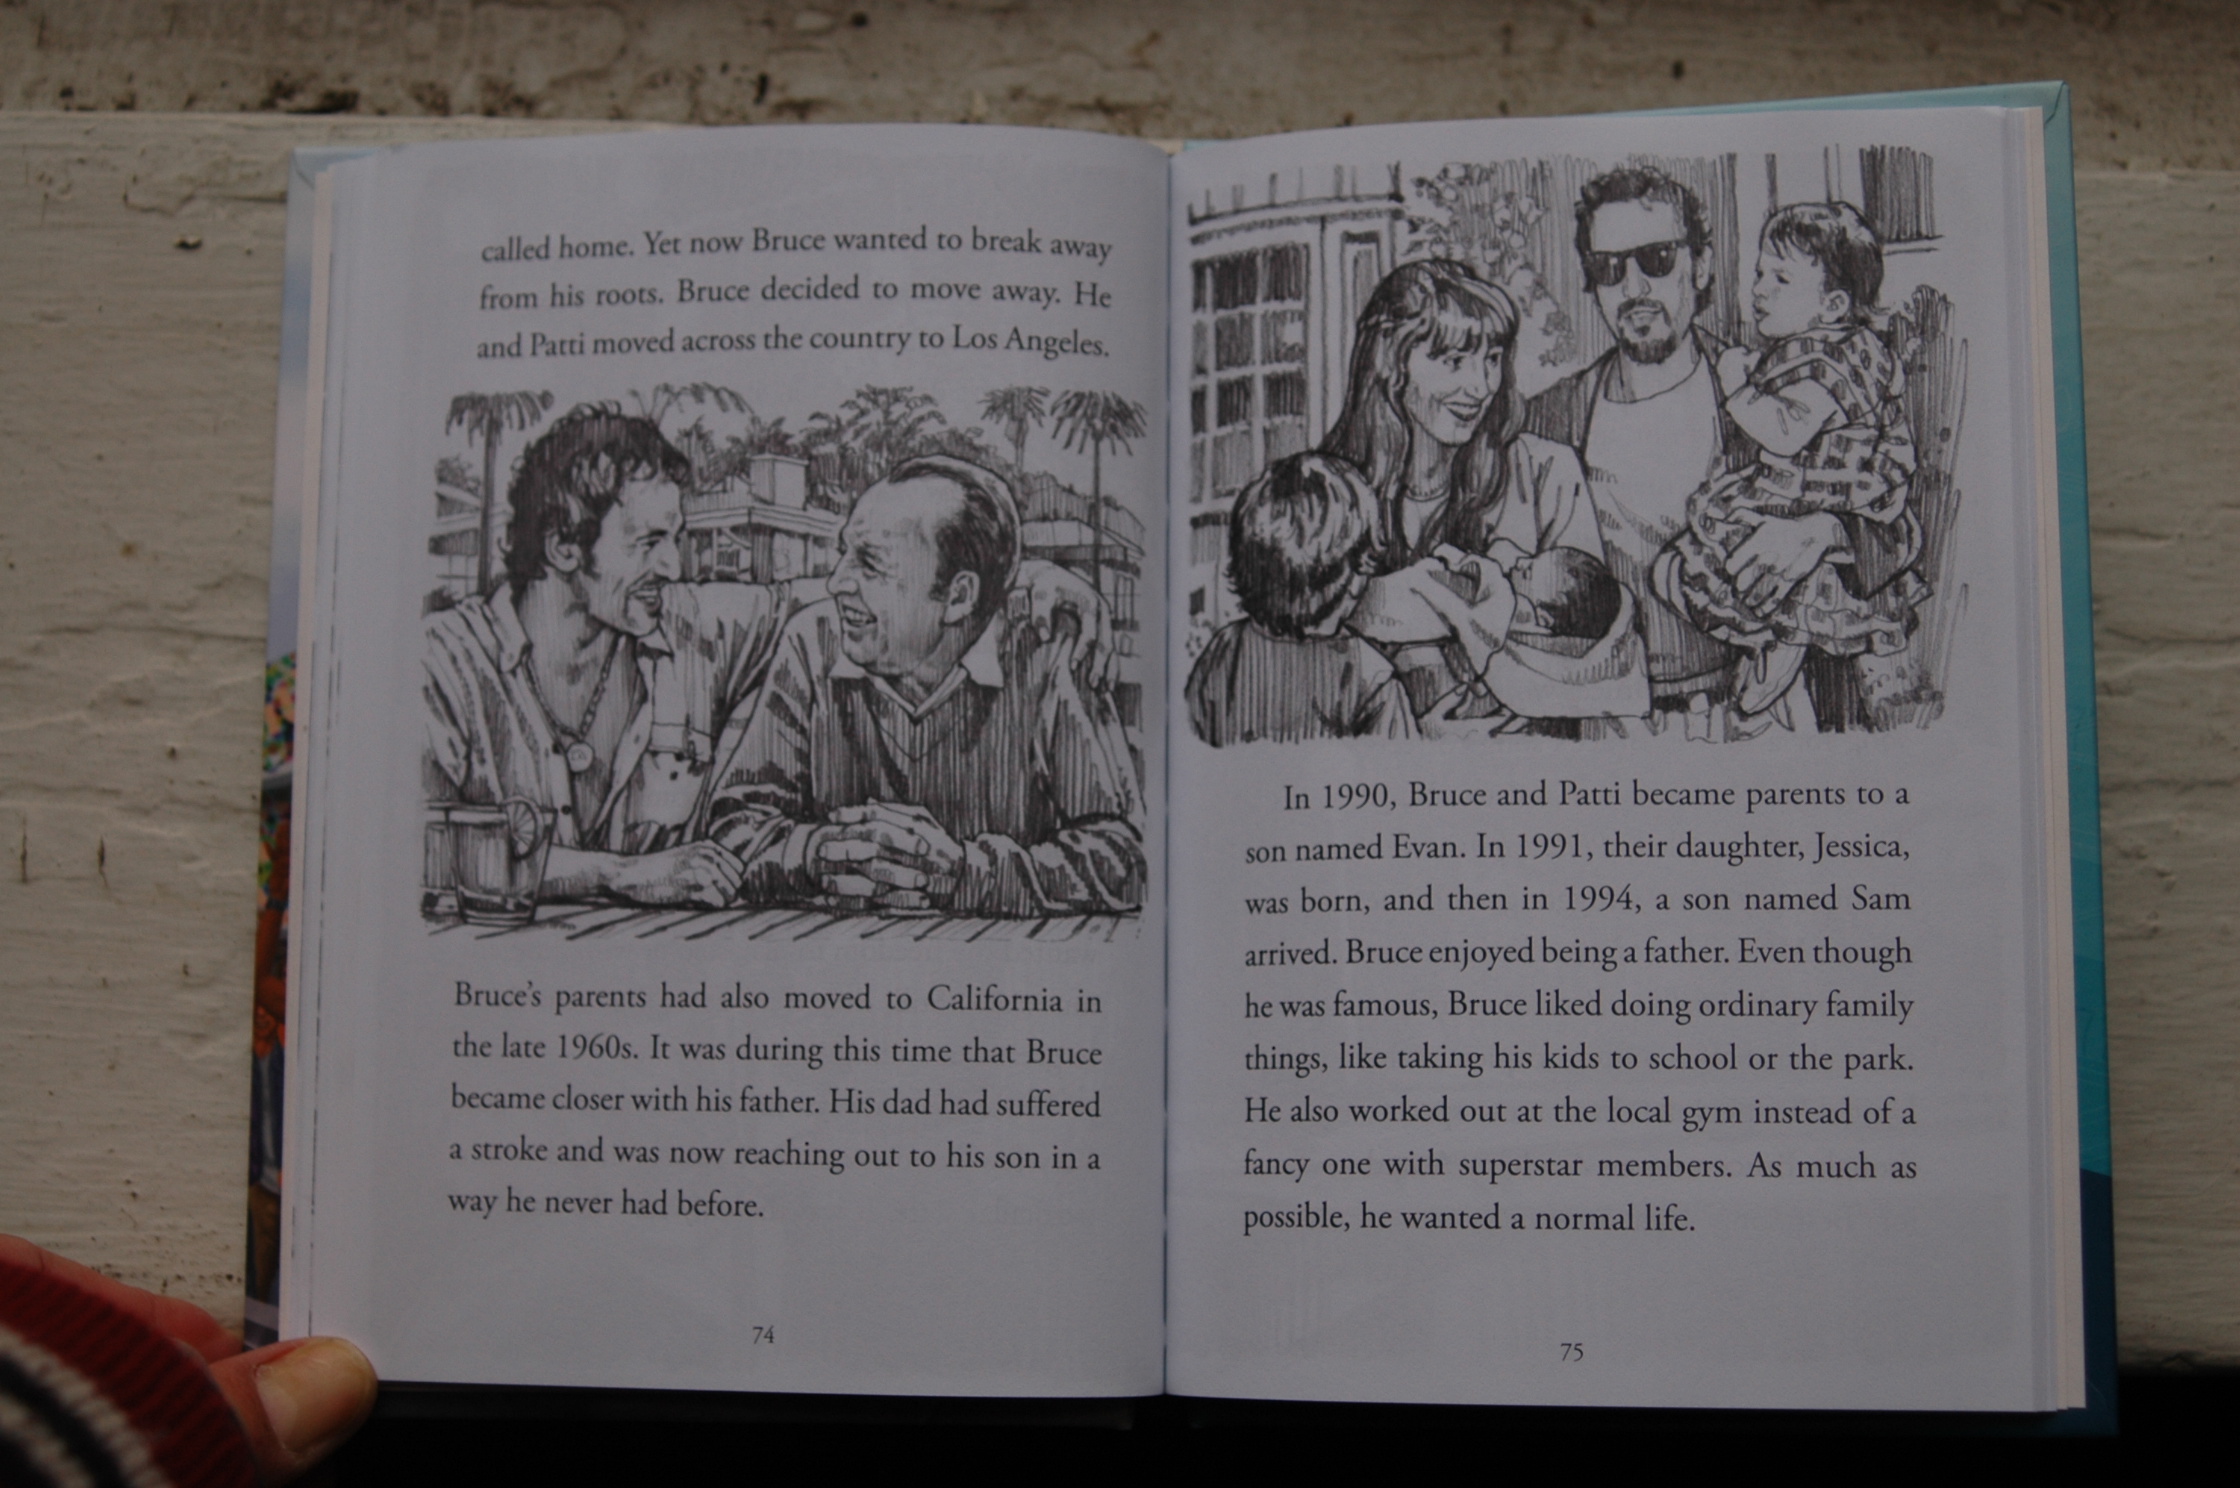 called home. Yet now Bruce wanted to break away
from his roots. Bruce decided to move away. He
and Patti moved across the country to Los Angeles.
Bruce's parents had also moved to California in
the late 1960s. It was during this time that Bruce
became closer with his father. His dad had suffered
a stroke and was now reaching out to his son in a
way he never had before.
74
In 1990, Bruce and Patti became parents to a
son named Evan. In 1991, their daughter, Jessica,
was born, and then in 1994, a son named Sam
arrived. Bruce enjoyed being a father. Even though
he was famous, Bruce liked doing ordinary family
things, like taking his kids to school or the park.
He also worked out at the local gym instead of a
fancy one with superstar members. As much as
possible, he wanted a normal life.
75